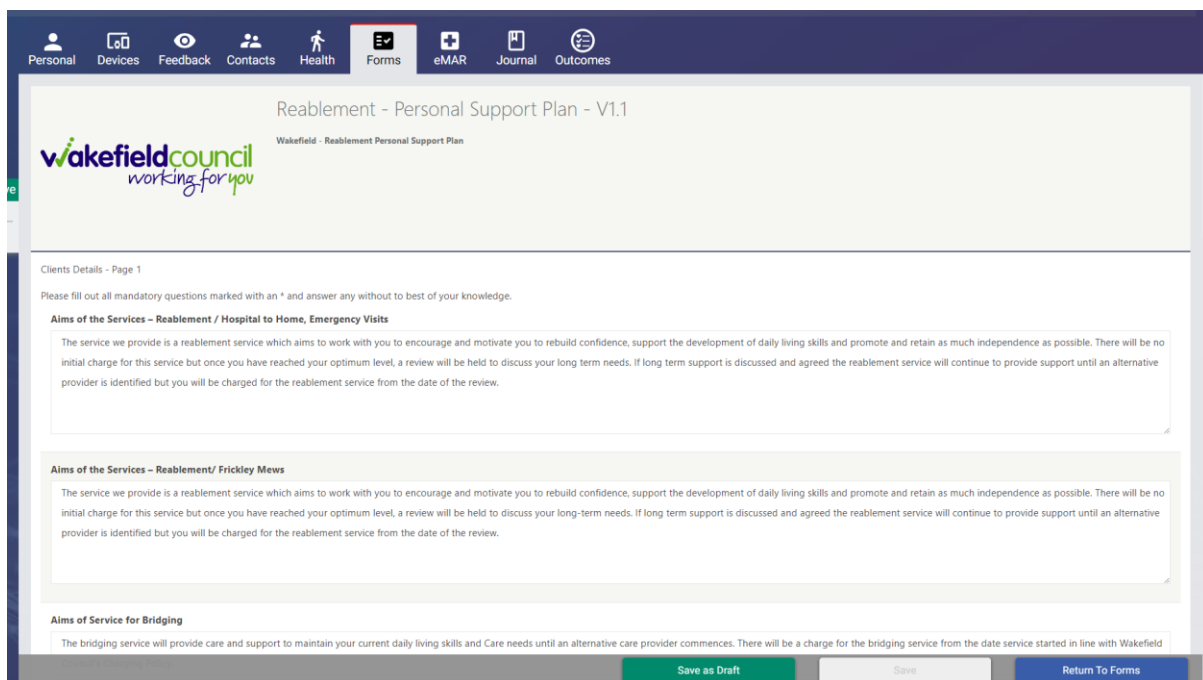 Personal Devices Feedback Contacts Health Forms eMAR Journal Outcomes
Reablement - Personal Support Plan - V1.1
Wakefield - Reablement Personal Support Plan
wakefieldcouncil
working for you
Clients Details - Page 1
Please fill out all mandatory questions marked with an * and answer any without to best of your knowledge.
Aims of the Services – Reablement / Hospital to Home, Emergency Visits
The service we provide is a reablement service which aims to work with you to encourage and motivate you to rebuild confidence, support the development of daily living skills and promote and retain as much independence as possible. There will be no
initial charge for this service but once you have reached your optimum level, a review will be held to discuss your long term needs. If long term support is discussed and agreed the reablement service will continue to provide support until an alternative
provider is identified but you will be charged for the reablement service from the date of the review.
Aims of the Services – Reablement/ Frickley Mews
The service we provide is a reablement service which aims to work with you to encourage and motivate you to rebuild confidence, support the development of daily living skills and promote and retain as much independence as possible. There will be no
initial charge for this service but once you have reached your optimum level, a review will be held to discuss your long-term needs. If long term support is discussed and agreed the reablement service will continue to provide support until an alternative
provider is identified but you will be charged for the reablement service from the date of the review.
Aims of Service for Bridging
The bridging service will provide care and support to maintain your current daily living skills and Care needs until an alternative care provider commences. There will be a charge for the bridging service from the date service started in line with Wakefield
Save as Draft Save Return To Forms